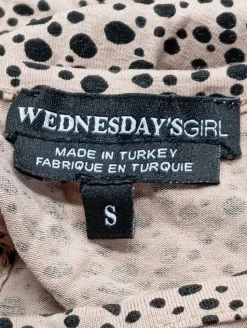 WEDNESDAY'SGIRL
MADE IN TURKEY
FABRIQUE EN TURQUIE
S